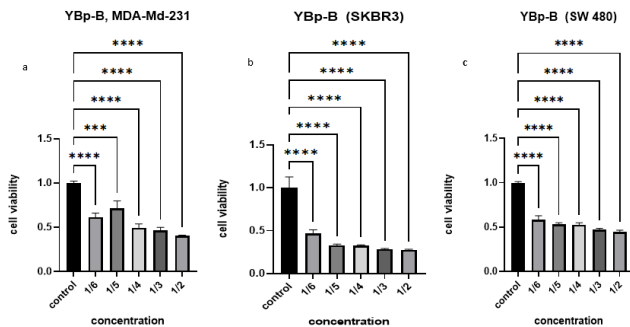 YBp-B, MDA-Md-231
a
****
****
****
***
****
1.5
1.0
0.5
0.0
cell viability
control
1/6
1/5
1/4
1/3
1/2
concentration
YBp-B (SKBR3)
b
****
****
****
****
****
1.5
1.0
0.5
0.0
cell viability
control
1/6
1/5
1/4
1/3
1/2
concentration
YBp-B (SW 480)
c
****
****
****
****
****
1.5
1.0
0.5
0.0
cell viability
control
1/6
1/5
1/4
1/3
1/2
concentration